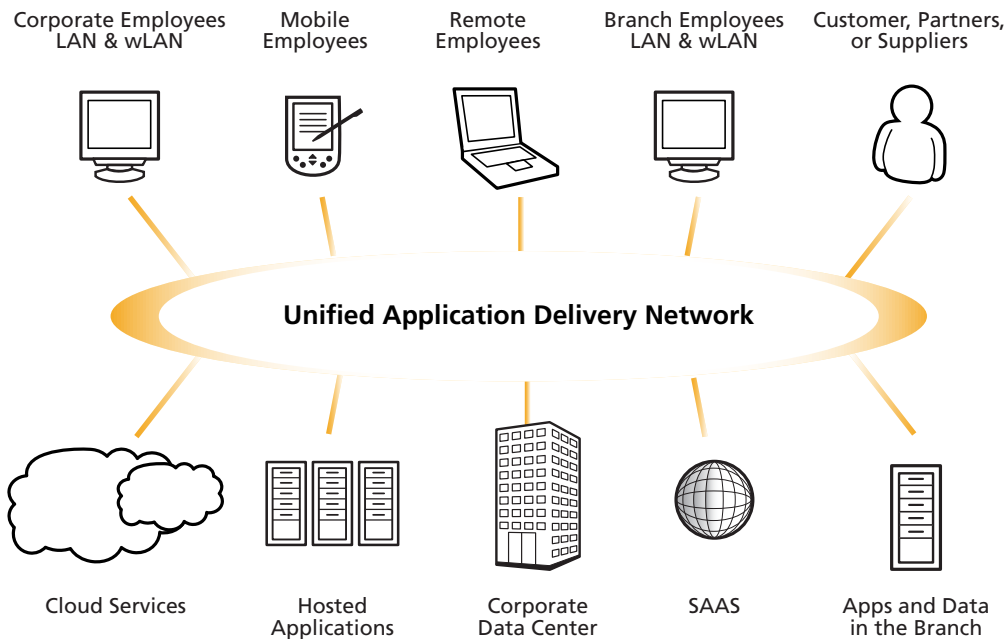 Corporate Employees
LAN & wLAN
Mobile
Employees
Remote
Employees
Branch Employees
LAN & wLAN
Customer, Partners,
or Suppliers
Unified Application Delivery Network
Cloud Services
Hosted
Applications
Corporate
Data Center
SAAS
Apps and Data
in the Branch